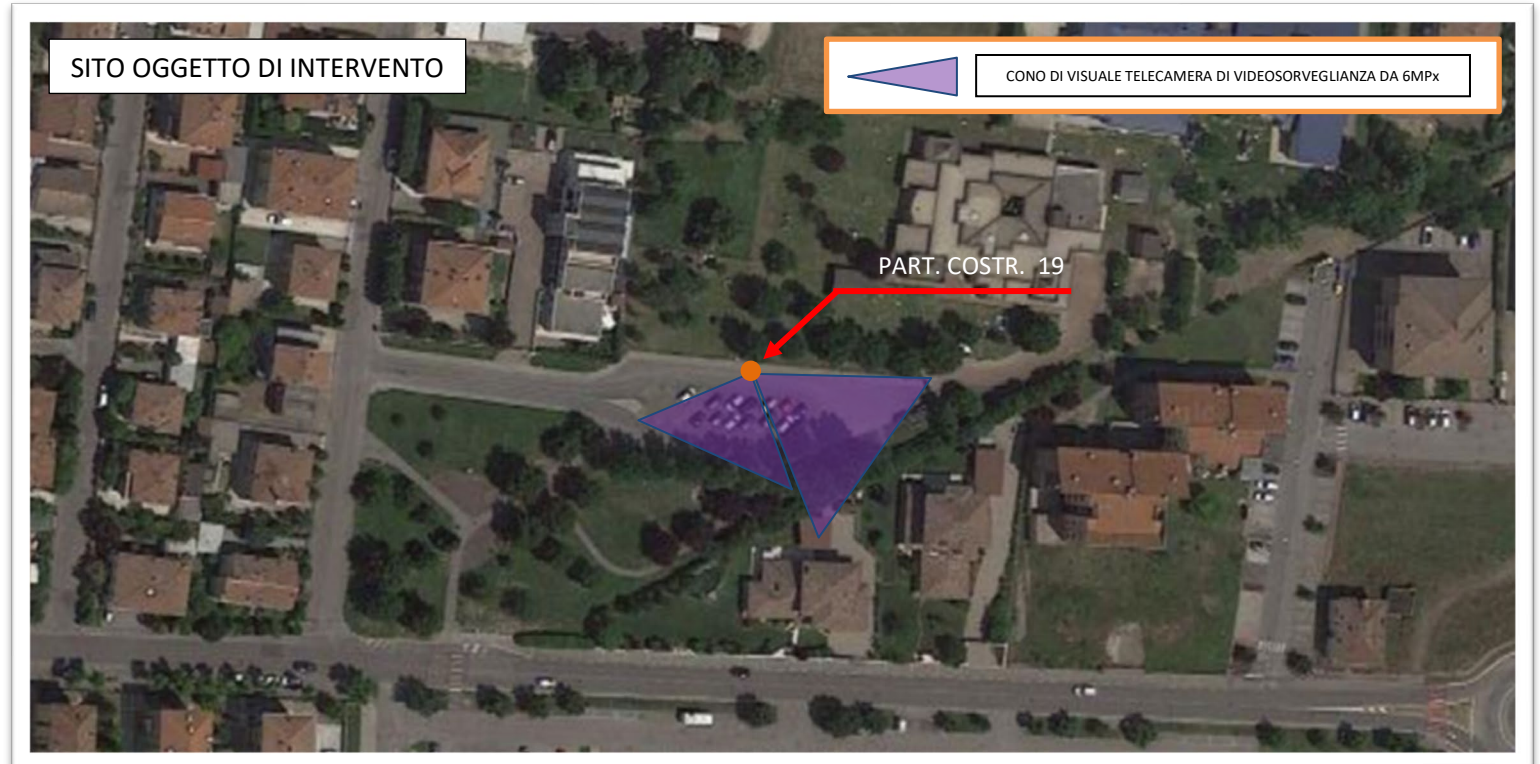 SITO OGGETTO DI INTERVENTO
CONO DI VISUALE TELECAMERA DI VIDEOSORVEGLIANZA DA 6MPx
PART. COSTR. 19